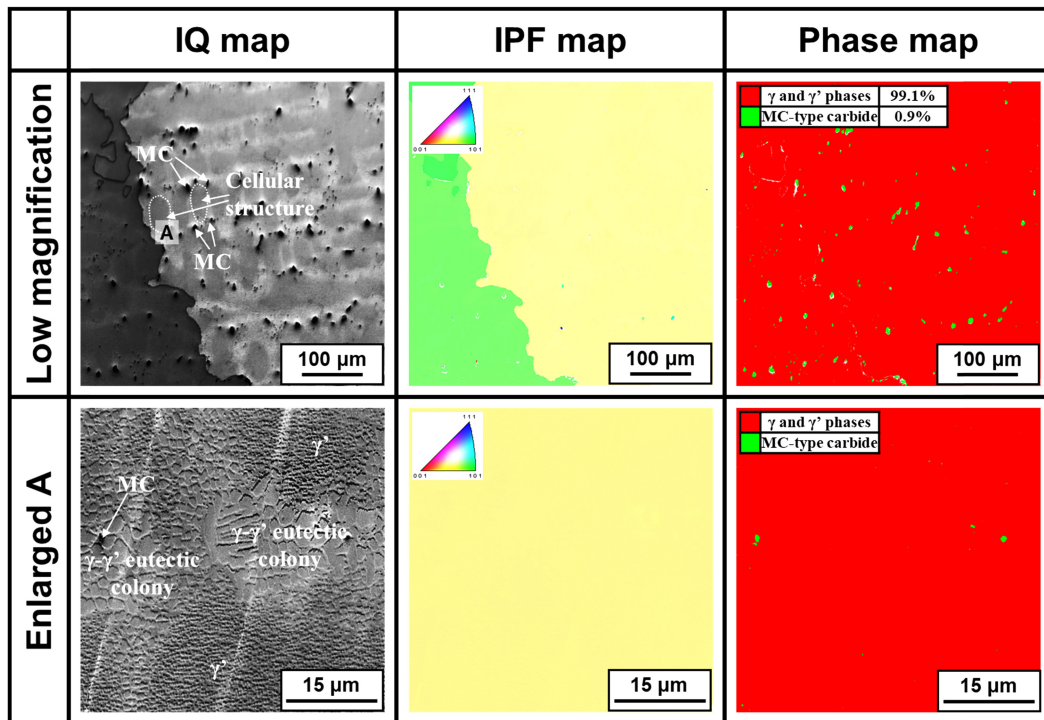 IQ map
IPF map
Phase map
Low magnification
MC
Cellular
structure
A
MC
100 μm
111
001
101
100 μm
γ and γ’ phases 99.1%
MC-type carbide 0.9%
100 μm
Enlarged A
γ’
MC
γ-γ’ eutectic
colony
γ-γ’ eutectic
colony
γ’
15 μm
111
001
101
15 μm
γ and γ’ phases
MC-type carbide
15 μm